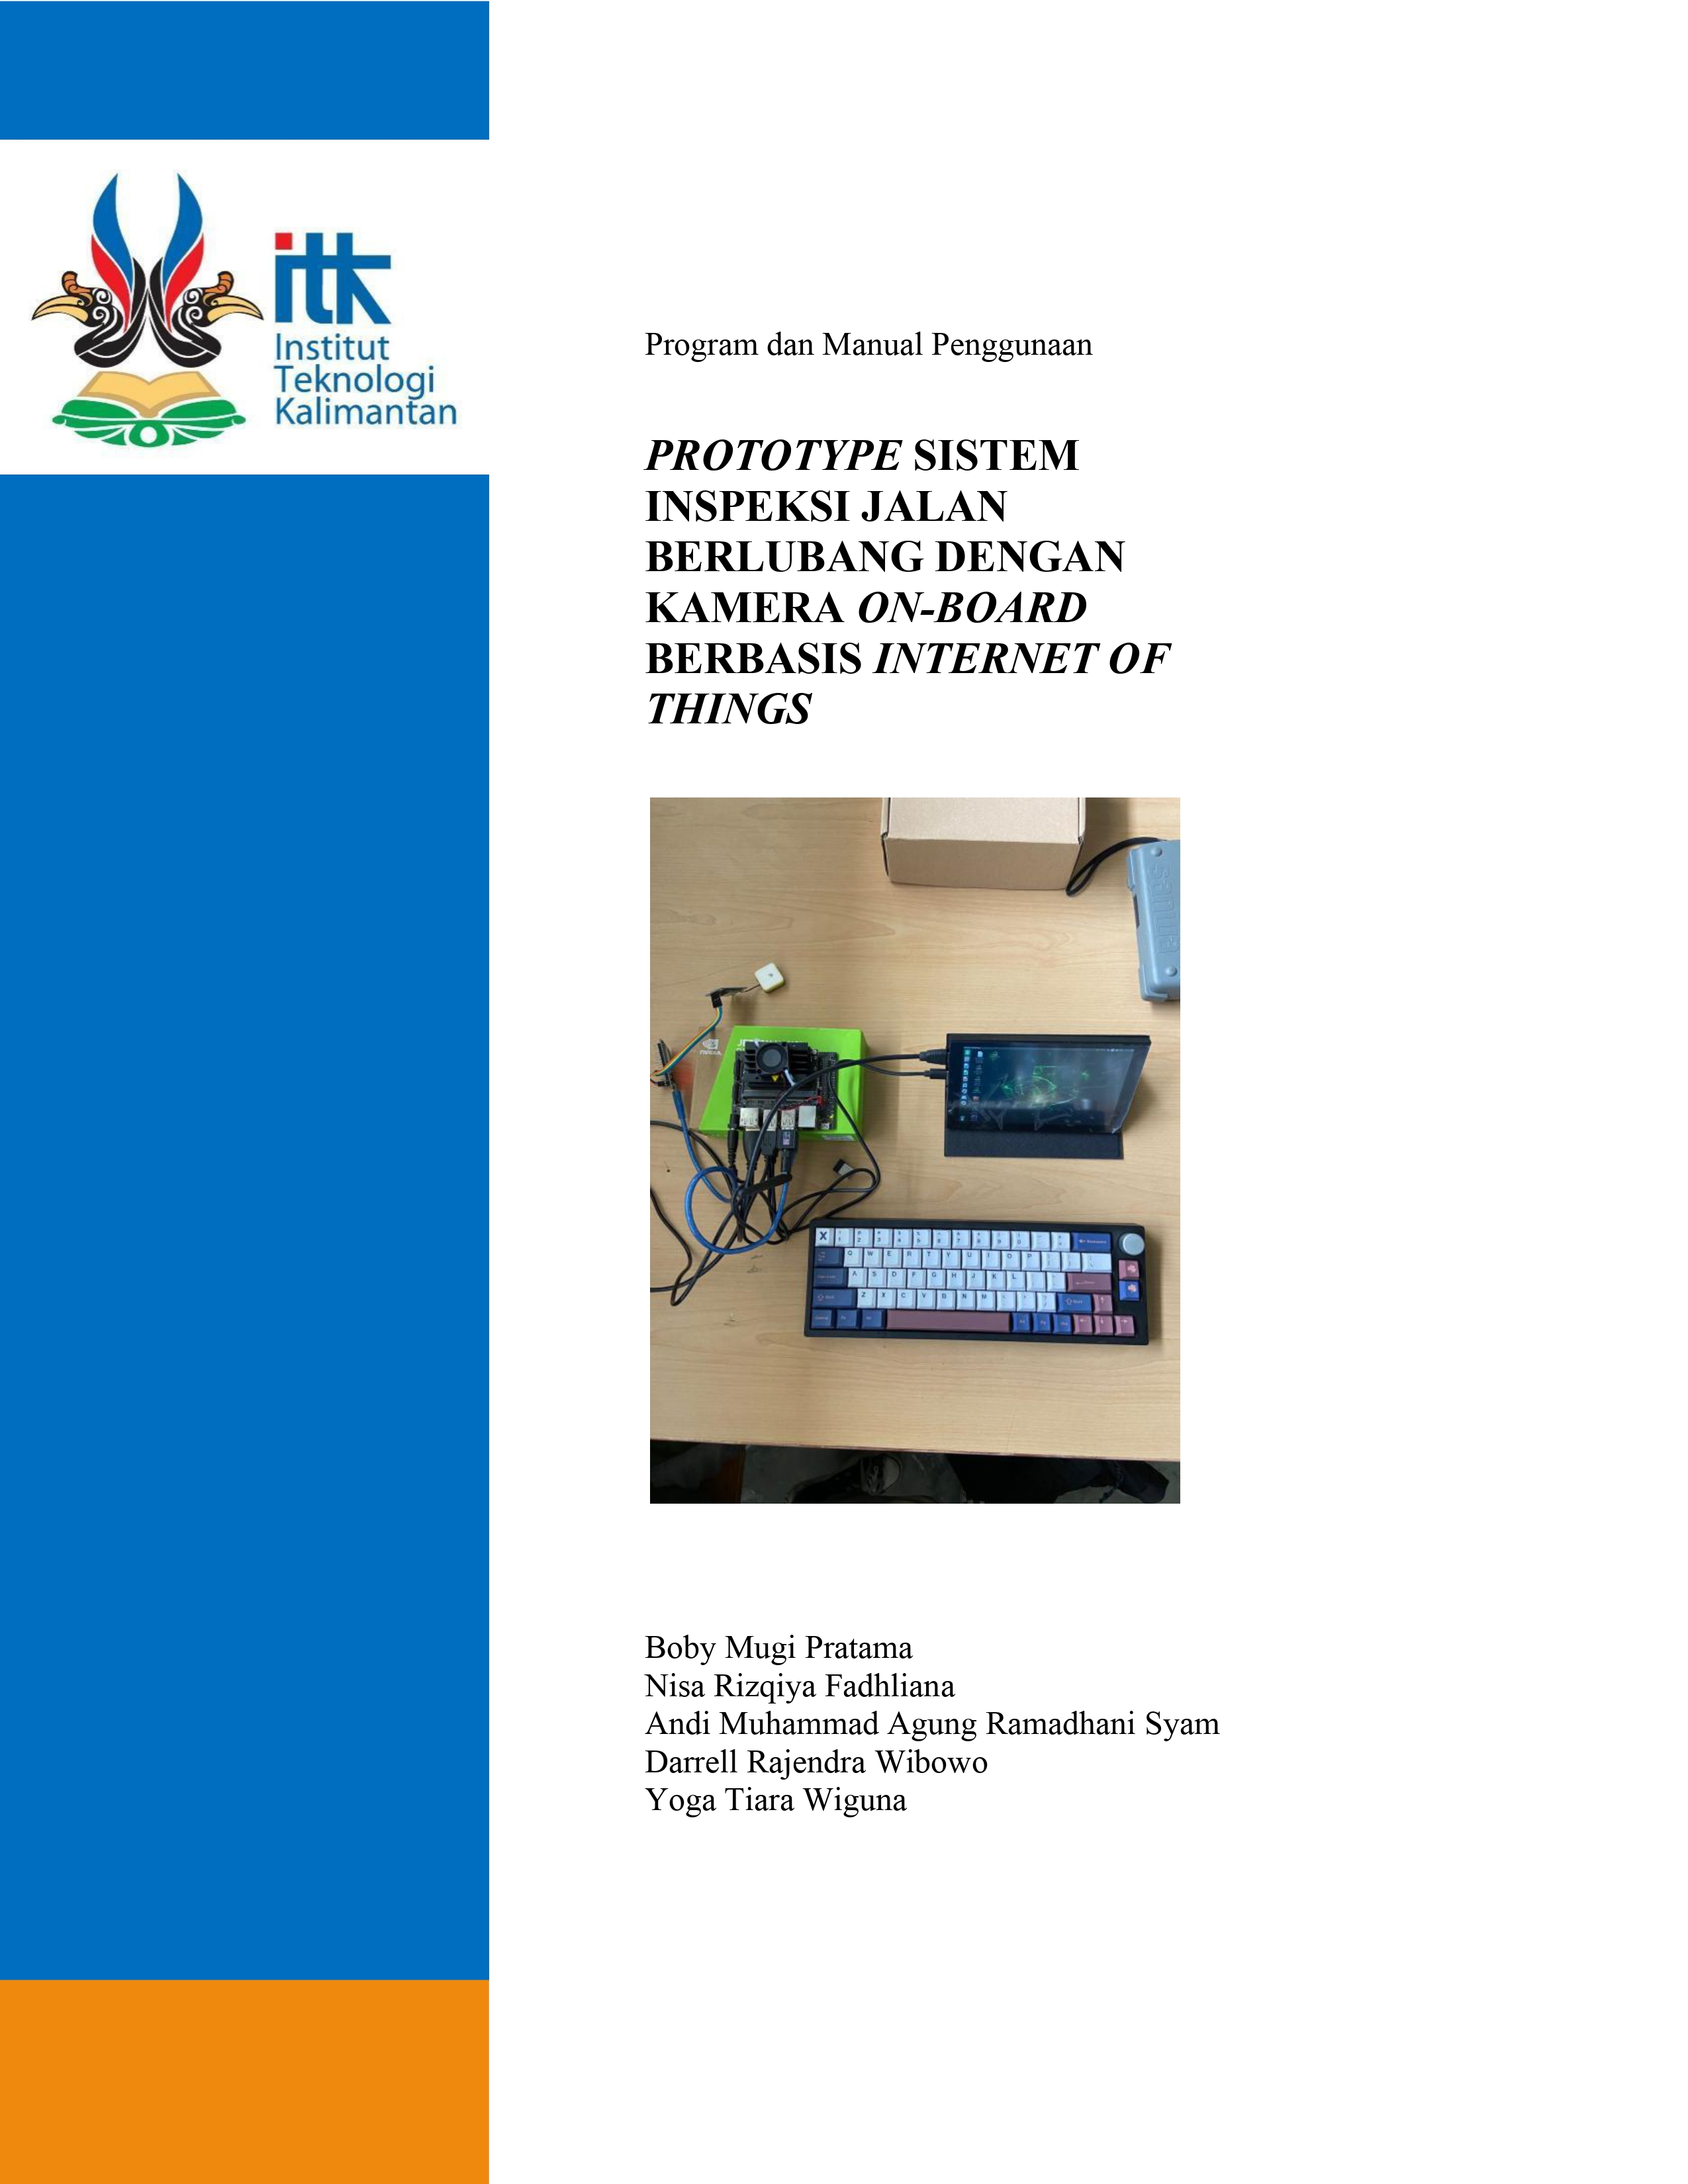 itk
Institut
Teknologi
Kalimantan
Program dan Manual Penggunaan
PROTOTYPE SISTEM
INSPEKSI JALAN
BERLUBANG DENGAN
KAMERA ON-BOARD
BERBASIS INTERNET OF
THINGS
NVIDIA
X
Q W E R T Y U I O P
A S D F G H J K L
Z X C V B N M
Boby Mugi Pratama
Nisa Rizqiya Fadhliana
Andi Muhammad Agung Ramadhani Syam
Darrell Rajendra Wibowo
Yoga Tiara Wiguna